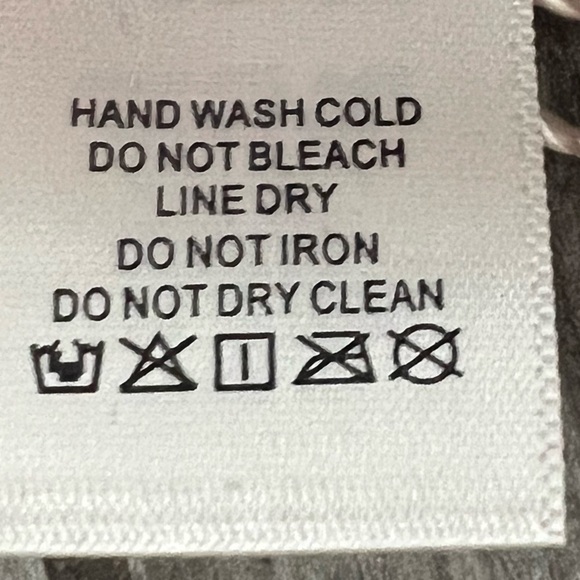 HAND WASH COLD
DO NOT BLEACH
LINE DRY
DO NOT IRON
DO NOT DRY CLEAN